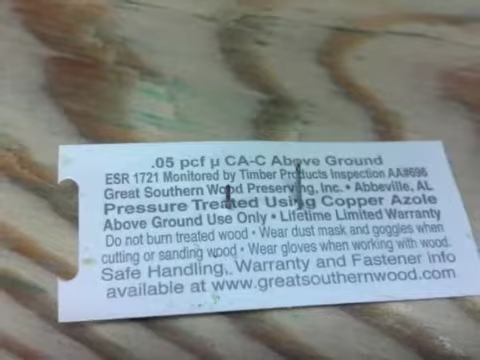 .05 pcf µ CA-C Above Ground
ESR 1721 Monitored by Timber Products Inspection AA#696
Great Southern Wood Preserving, Inc. • Abbeville, AL
Pressure Treated Using Copper Azole
Above Ground Use Only • Lifetime Limited Warranty
Do not burn treated wood • Wear dust mask and goggles when
cutting or sanding wood • Wear gloves when working with wood.
Safe Handling, Warranty and Fastener info
available at www.greatsouthernwood.com